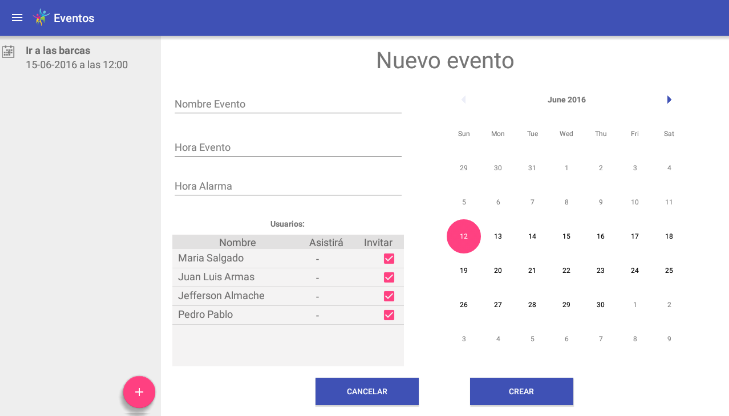 Eventos
Ir a las barcas
15-06-2016 a las 12:00
Nuevo evento
Nombre Evento
Hora Evento
Hora Alarma
Usuarios:
Nombre Asistirá Invitar
Maria Salgado -
Juan Luis Armas -
Jefferson Almache -
Pedro Pablo -
June 2016
Sun Mon Tue Wed Thu Fri Sat
29 30 31 1 2 3 4
5 6 7 8 9 10 11
12 13 14 15 16 17 18
19 20 21 22 23 24 25
26 27 28 29 30 1 2
3 4 5 6 7 8 9
CANCELAR CREAR